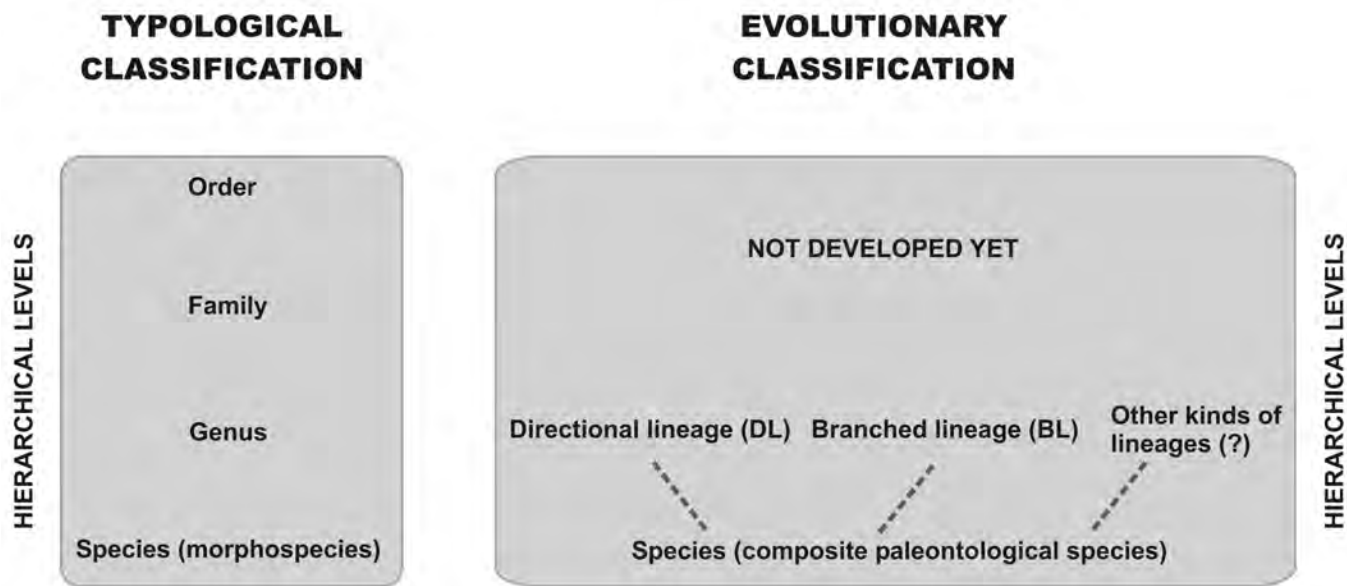 TYPOLOGICAL
CLASSIFICATION
EVOLUTIONARY
CLASSIFICATION
HIERARCHICAL LEVELS
Order
Family
Genus
Species (morphospecies)
NOT DEVELOPED YET
Directional lineage (DL)
Branched lineage (BL)
Other kinds of
lineages (?)
Species (composite paleontological species)
HIERARCHICAL LEVELS